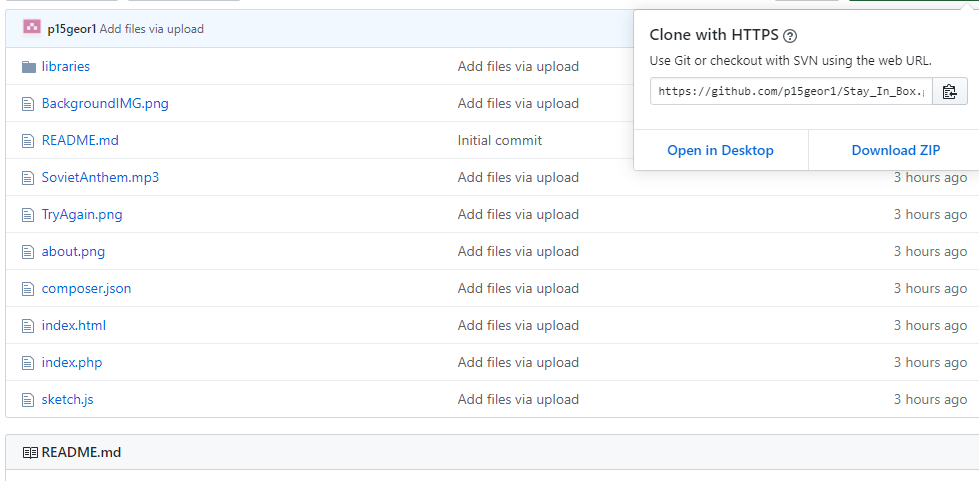 p15geor1 Add files via upload
Clone with HTTPS
Use Git or checkout with SVN using the web URL.
https://github.com/p15geor1/Stay_In_Box.
Open in Desktop Download ZIP
libraries Add files via upload
BackgroundIMG.png Add files via upload
README.md Initial commit
SovietAnthem.mp3 Add files via upload 3 hours ago
TryAgain.png Add files via upload 3 hours ago
about.png Add files via upload 3 hours ago
composer.json Add files via upload 3 hours ago
index.html Add files via upload 3 hours ago
index.php Add files via upload 3 hours ago
sketch.js Add files via upload 3 hours ago
README.md